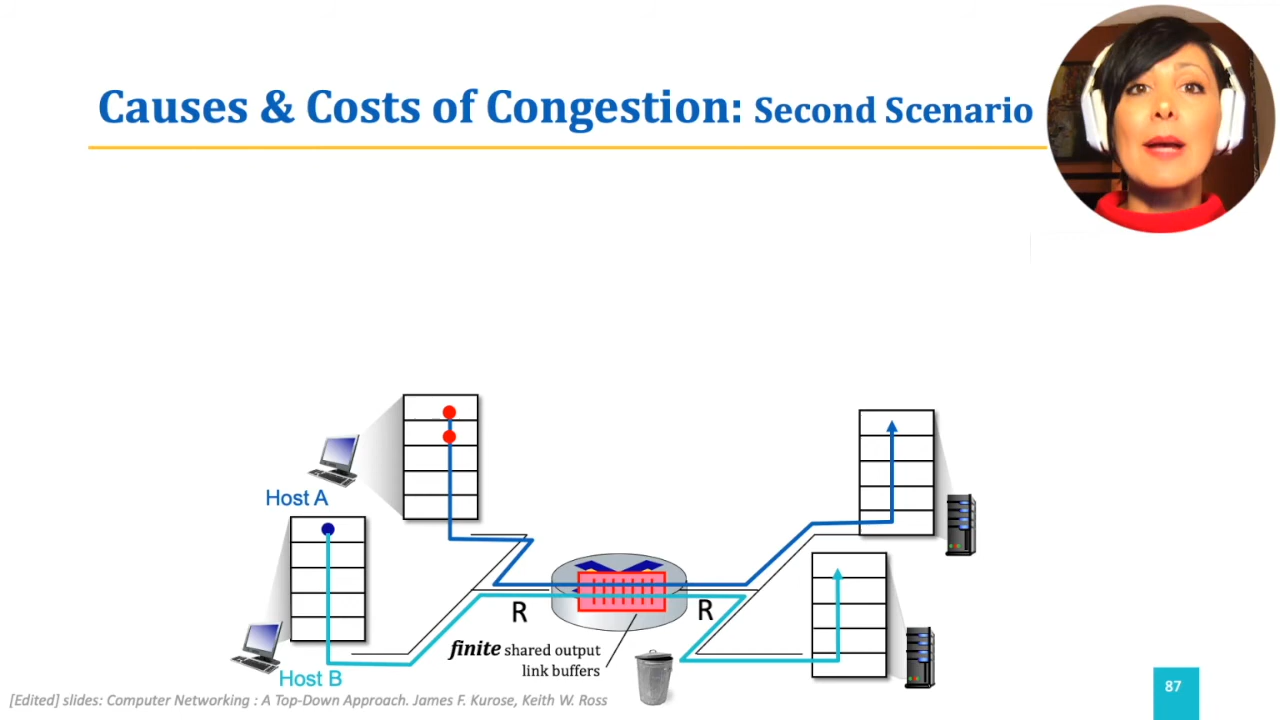 Causes & Costs of Congestion: Second Scenario
Host A
R
R
finite shared output
link buffers
Host B
87
[Edited] slides: Computer Networking : A Top-Down Approach. James F. Kurose, Keith W. Ross